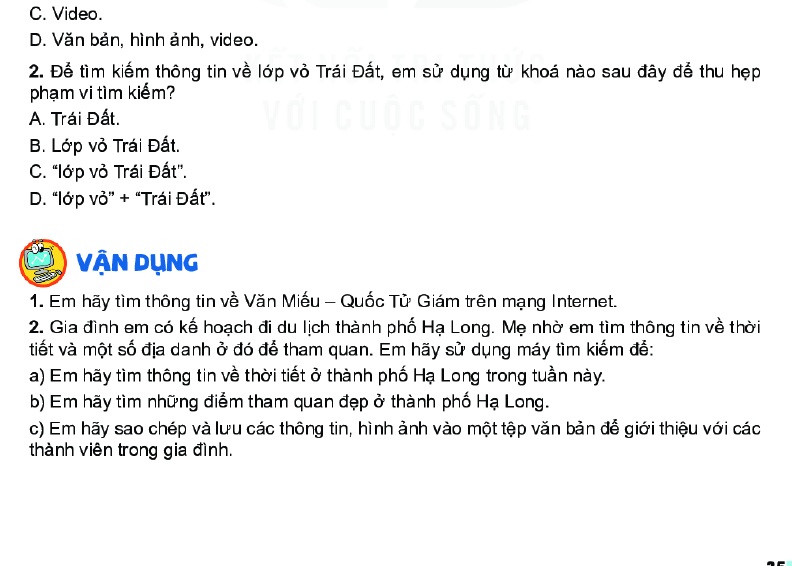 C. Video.
D. Văn bản, hình ảnh, video.
2. Để tìm kiếm thông tin về lớp vỏ Trái Đất, em sử dụng từ khoá nào sau đây để thu hẹp
phạm vi tìm kiếm?
A. Trái Đất.
B. Lớp vỏ Trái Đất.
C. “lớp vỏ Trái Đất”.
D. “lớp vỏ” + “Trái Đất”.
VỚI CUỘC SỐNG
VẬN DỤNG
1. Em hãy tìm thông tin về Văn Miếu – Quốc Tử Giám trên mạng Internet.
2. Gia đình em có kế hoạch đi du lịch thành phố Hạ Long. Mẹ nhờ em tìm thông tin về thời
tiết và một số địa danh ở đó để tham quan. Em hãy sử dụng máy tìm kiếm để:
a) Em hãy tìm thông tin về thời tiết ở thành phố Hạ Long trong tuần này.
b) Em hãy tìm những điểm tham quan đẹp ở thành phố Hạ Long.
c) Em hãy sao chép và lưu các thông tin, hình ảnh vào một tệp văn bản để giới thiệu với các
thành viên trong gia đình.